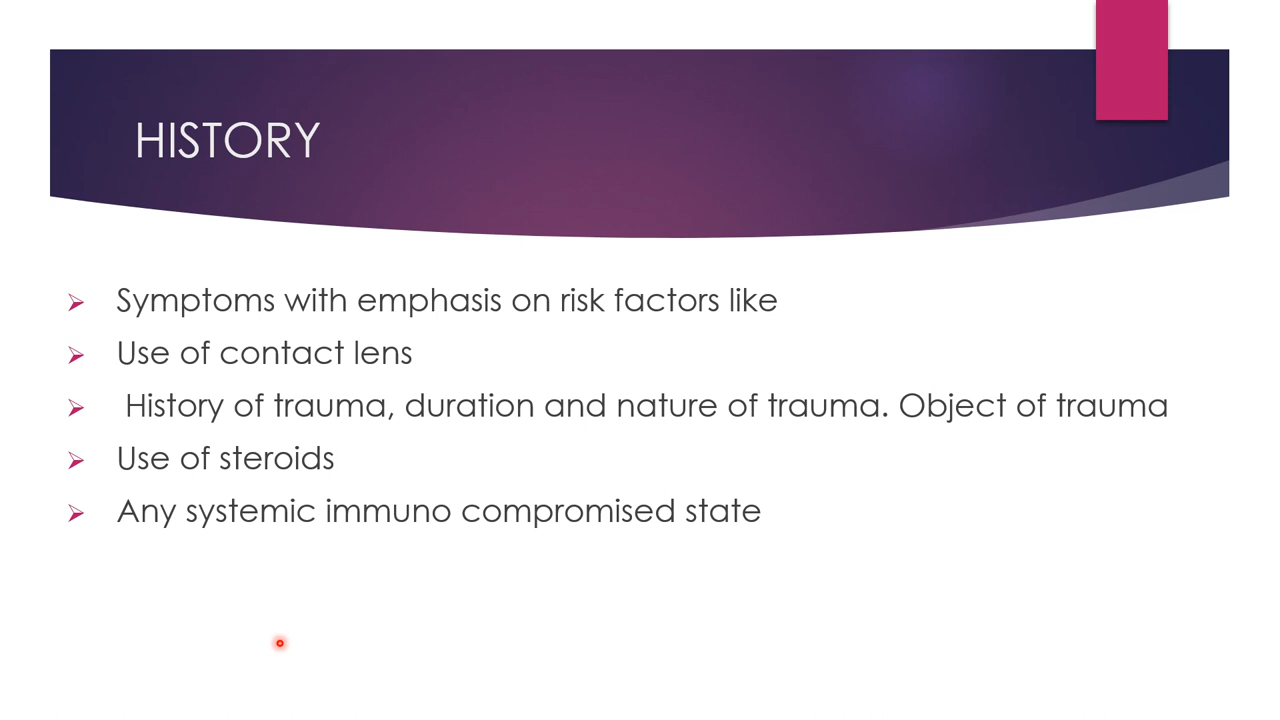 HISTORY
Symptoms with emphasis on risk factors like
Use of contact lens
History of trauma, duration and nature of trauma. Object of trauma
Use of steroids
Any systemic immuno compromised state